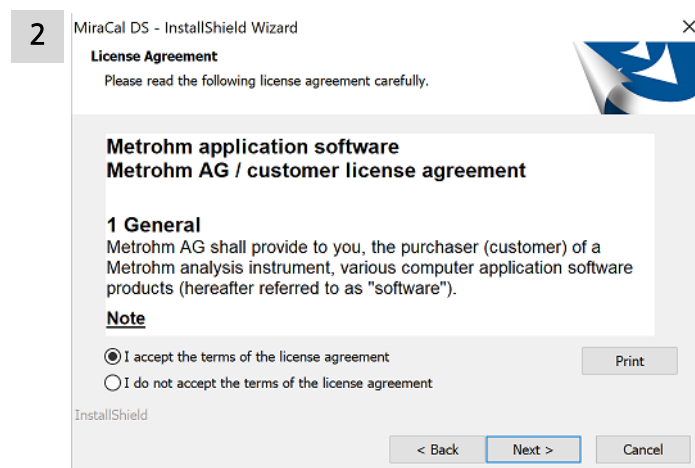 2
MiraCal DS - InstallShield Wizard
License Agreement
Please read the following license agreement carefully.
Metrohm application software
Metrohm AG / customer license agreement
1 General
Metrohm AG shall provide to you, the purchaser (customer) of a
Metrohm analysis instrument, various computer application software
products (hereafter referred to as "software").
Note
I accept the terms of the license agreement
Print
I do not accept the terms of the license agreement
InstallShield
< Back
Next >
Cancel